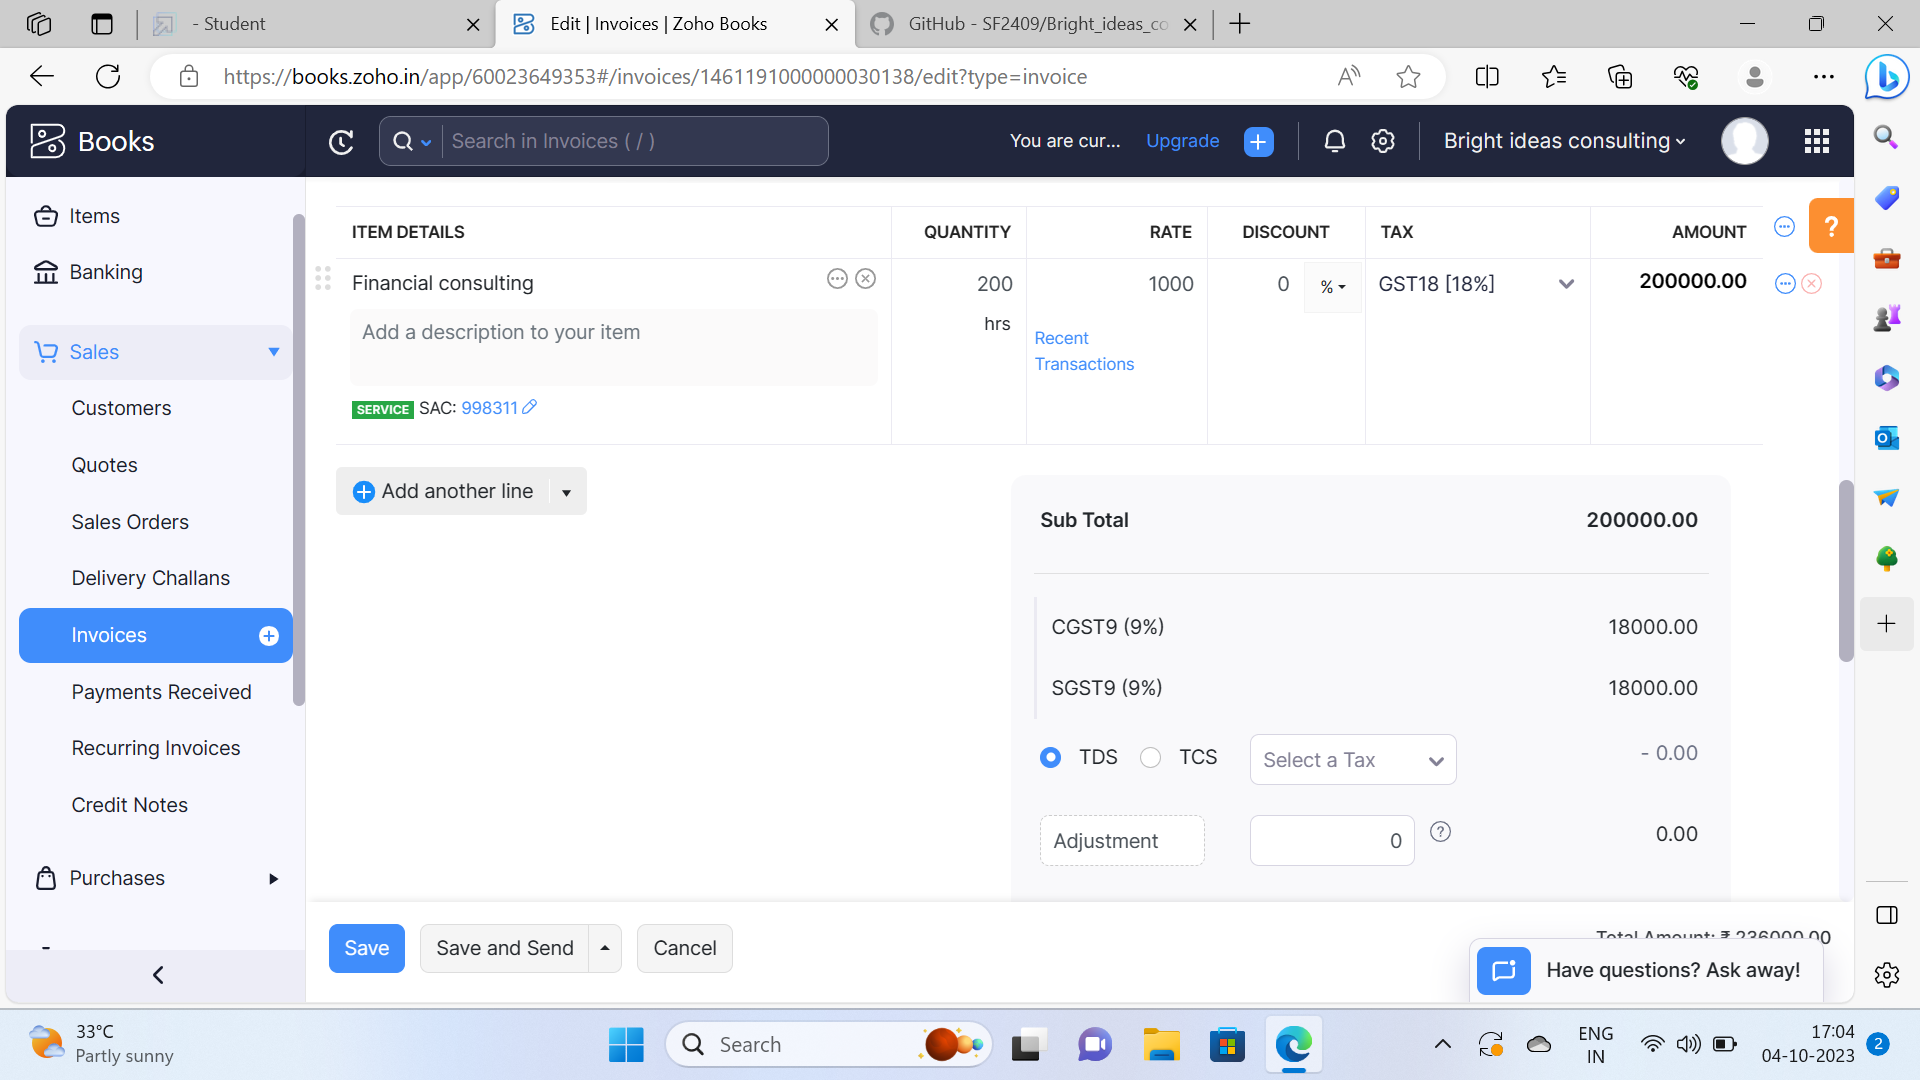 - Student
Edit | Invoices | Zoho Books
GitHub - SF2409/Bright_ideas_co
https://books.zoho.in/app/60023649353#/invoices/1461191000000030138/edit?type=invoice
Books
Search in Invoices ( / )
You are cur...
Upgrade
Bright ideas consulting
Items
Banking
Sales
Customers
Quotes
Sales Orders
Delivery Challans
Invoices
Payments Received
Recurring Invoices
Credit Notes
Purchases
ITEM DETAILS QUANTITY RATE DISCOUNT TAX AMOUNT
?
Financial consulting 200 1000 0 % GST18 [18%] 200000.00
hrs
Add a description to your item
Recent
Transactions
SERVICE SAC: 998311
Add another line
Sub Total 200000.00
CGST9 (9%) 18000.00
SGST9 (9%) 18000.00
TDS TCS Select a Tax - 0.00
Adjustment 0 ? 0.00
Save
Save and Send
Cancel
Total Amount: ₹ 236000.00
Have questions? Ask away!
33°C
Partly sunny
Search
ENG
IN
17:04
04-10-2023
2